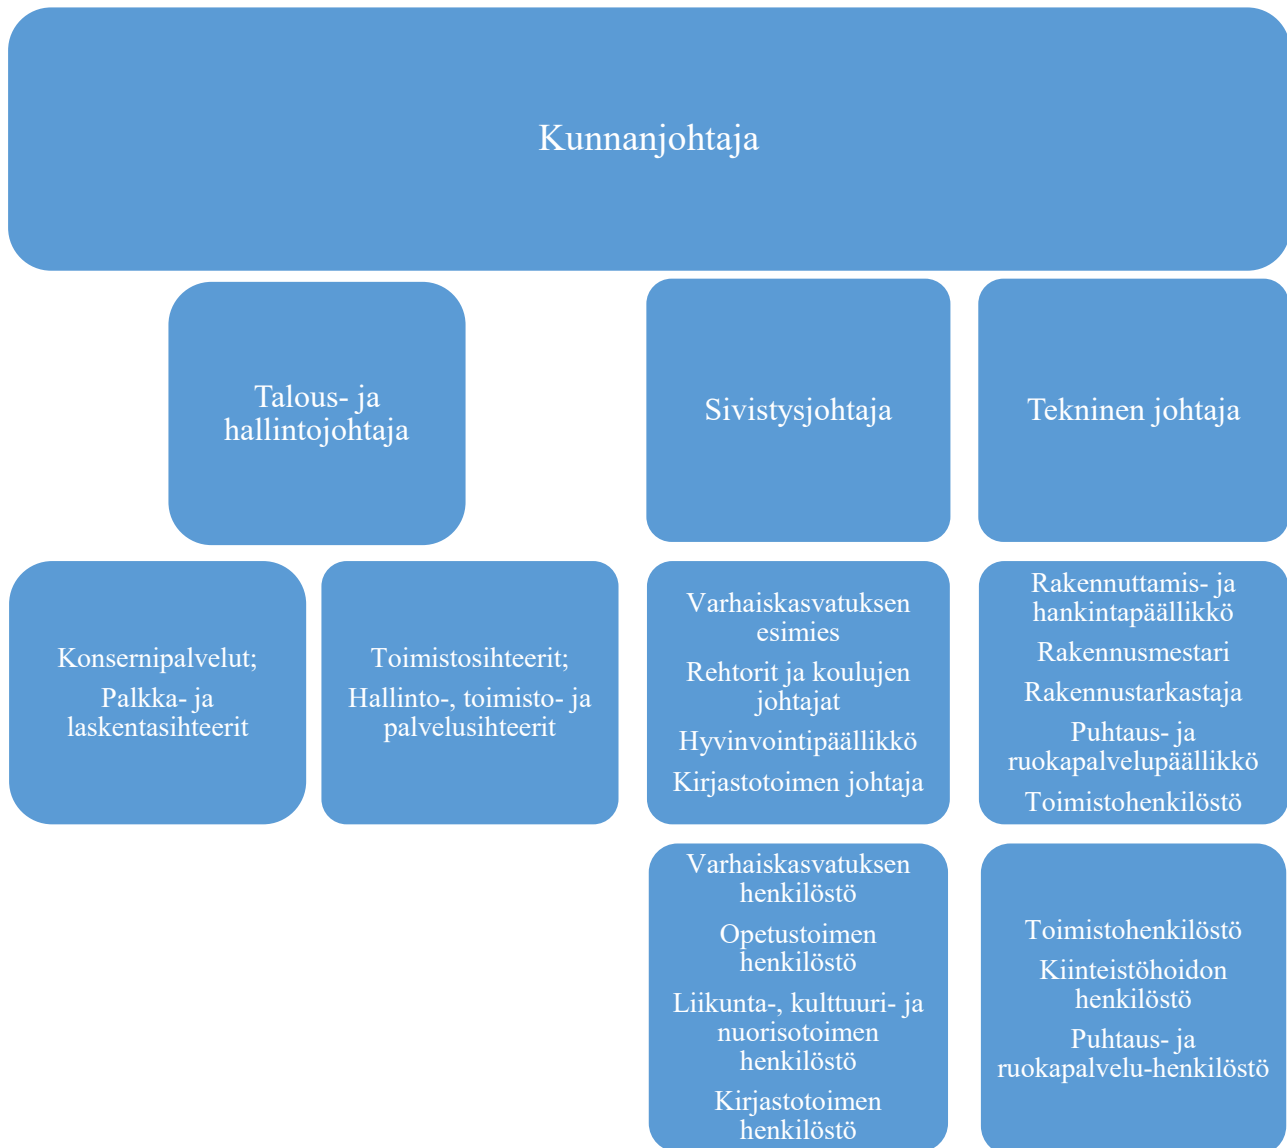 Kunnanjohtaja
Talous- ja
hallintojohtaja
Sivistysjohtaja
Tekninen johtaja
Konsernipalvelut;
Palkka- ja
laskentasihteerit
Toimistosihteerit;
Hallinto-, toimisto- ja
palvelusihteerit
Varhaiskasvatuksen
esimies
Rehtorit ja koulujen
johtajat
Hyvinvointipäällikkö
Kirjastotoimen johtaja
Rakennuttamis- ja
hankintapäällikkö
Rakennusmestari
Rakennustarkastaja
Puhtaus- ja
ruokapalvelupäällikkö
Toimistohenkilöstö
Varhaiskasvatuksen
henkilöstö
Opetustoimen
henkilöstö
Liikunta-, kulttuuri- ja
nuorisotoimen
henkilöstö
Kirjastotoimen
henkilöstö
Toimistohenkilöstö
Kiinteistöhoidon
henkilöstö
Puhtaus- ja
ruokapalvelu-henkilöstö